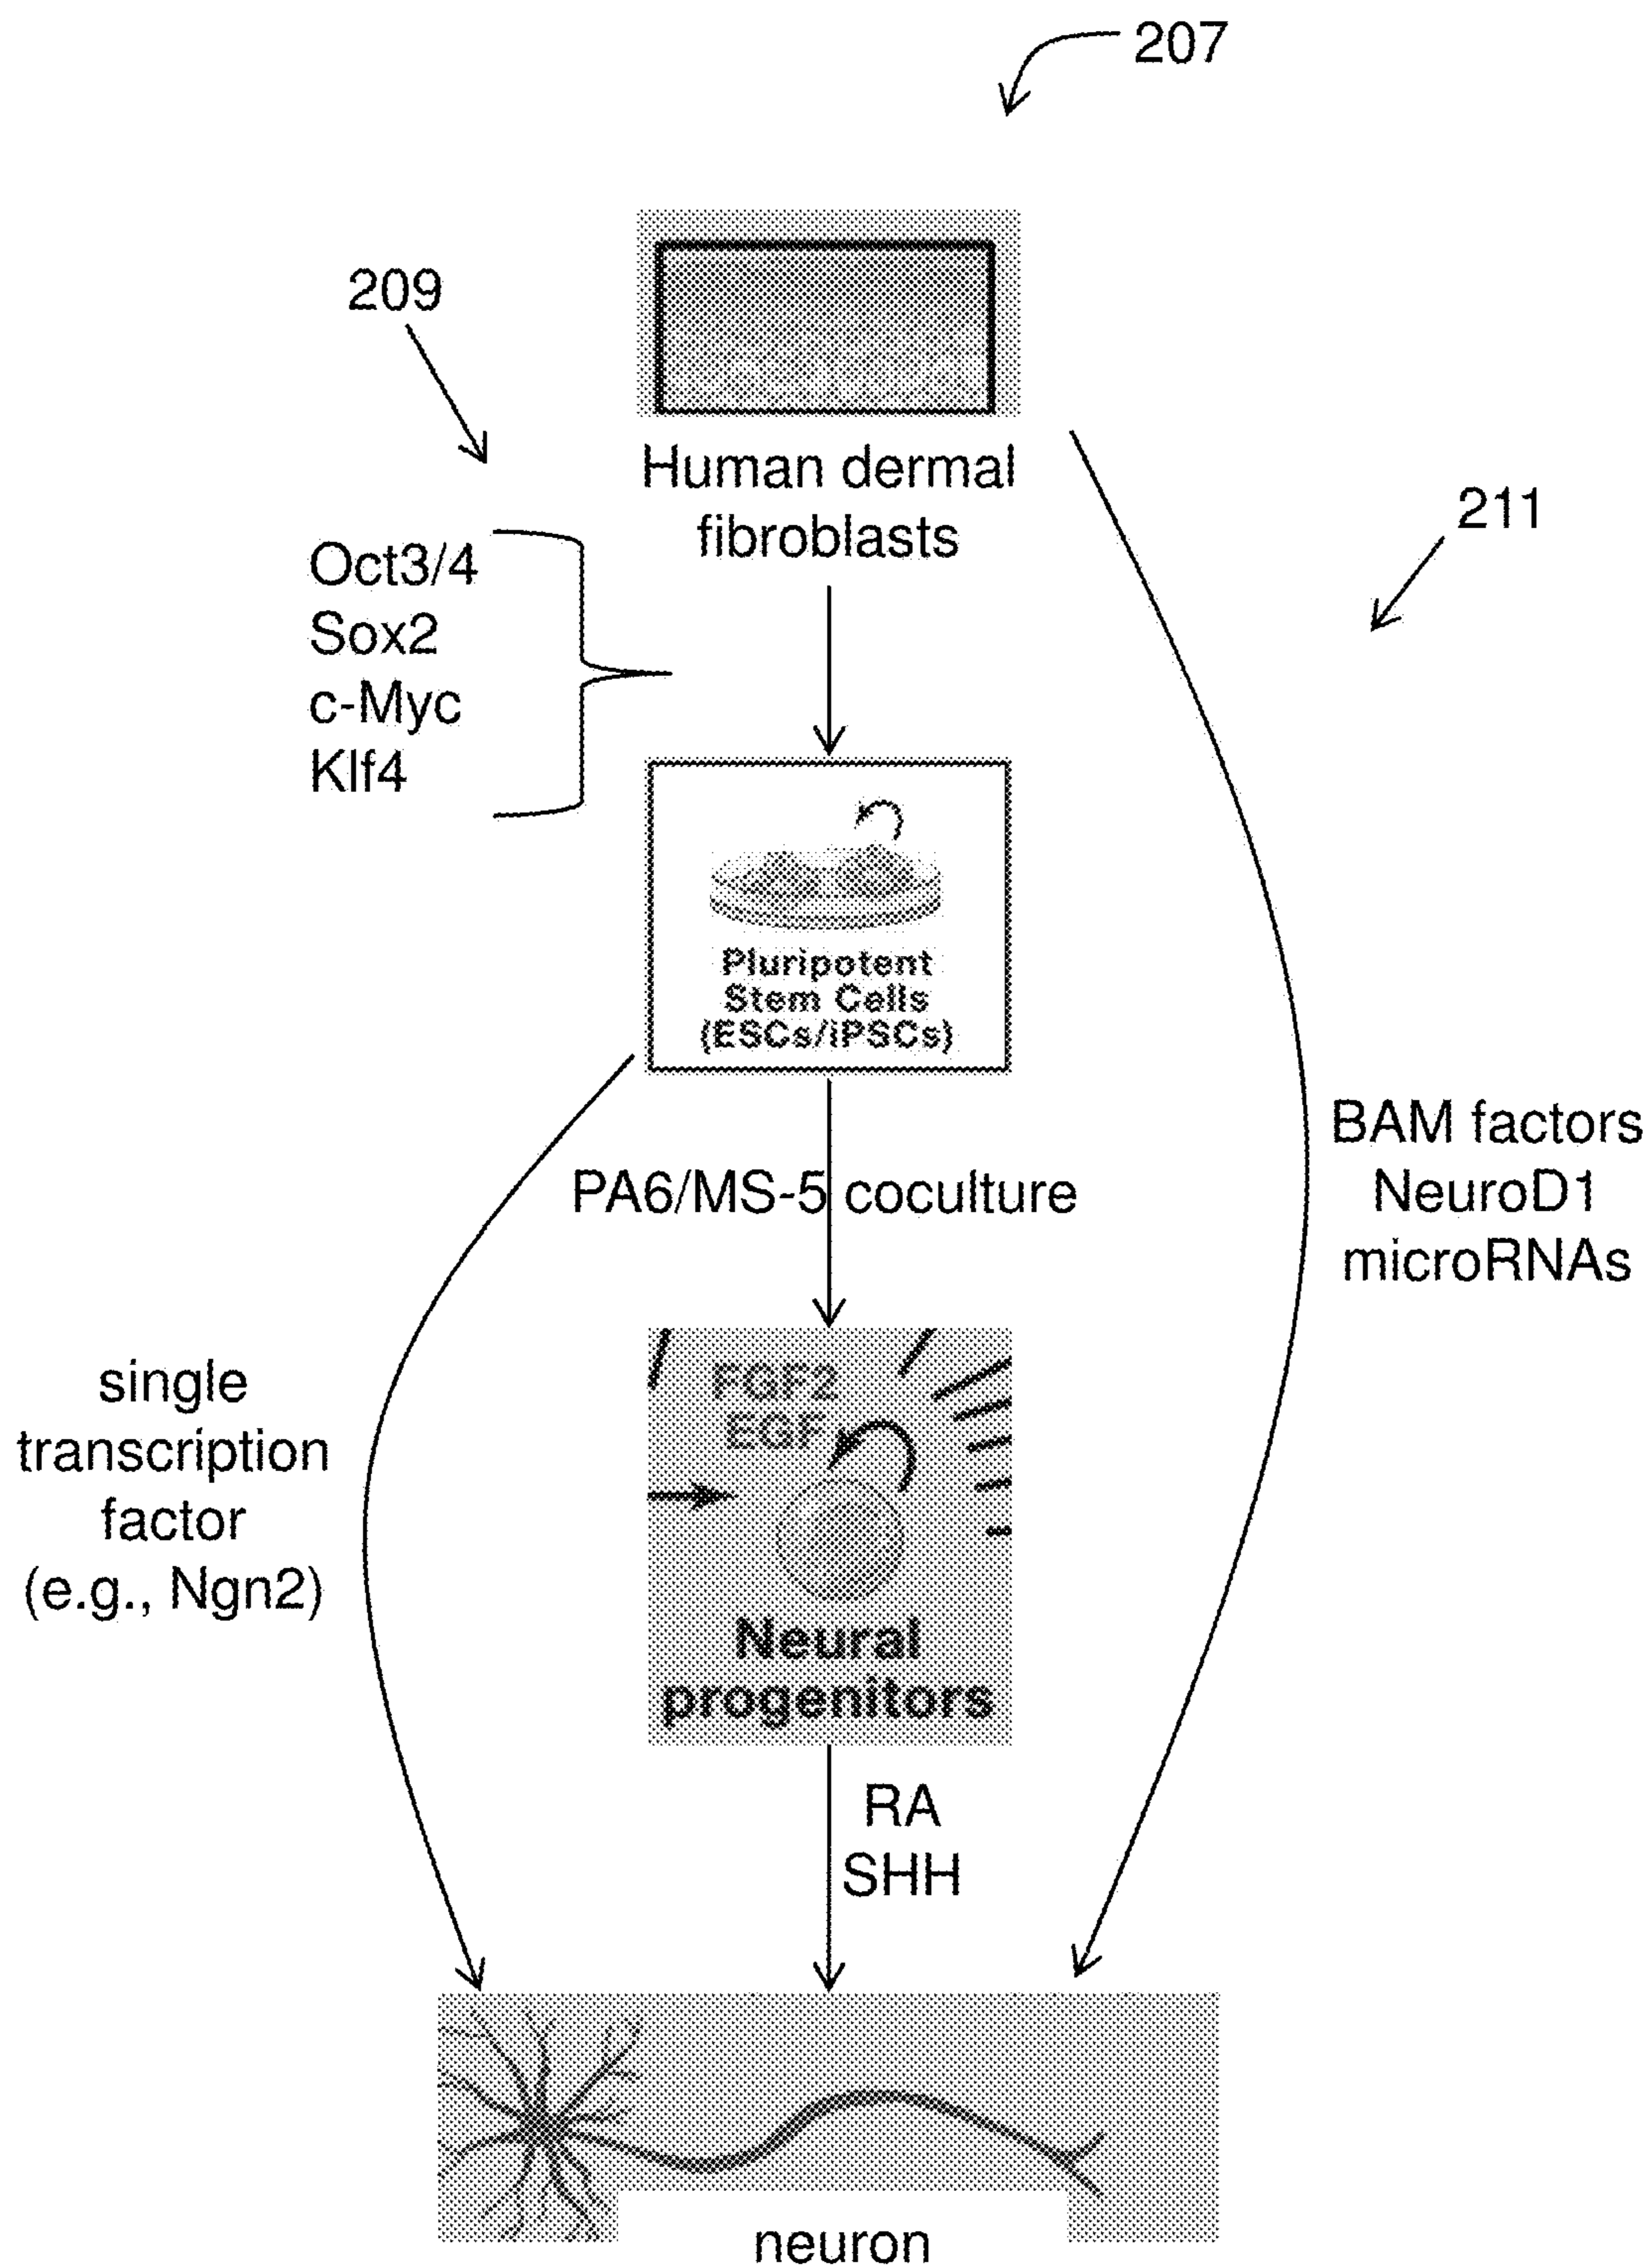 207
209
Human dermal
fibroblasts
211
Oct3/4
Sox2
c-Myc
Klf4
Pluripotent
Stem Cells
(ESCs/iPSCs)
PA6/MS-5 coculture
BAM factors
NeuroD1
microRNAs
single
transcription
factor
(e.g., Ngn2)
FGF2
EGF
Neural
progenitors
RA
SHH
neuron